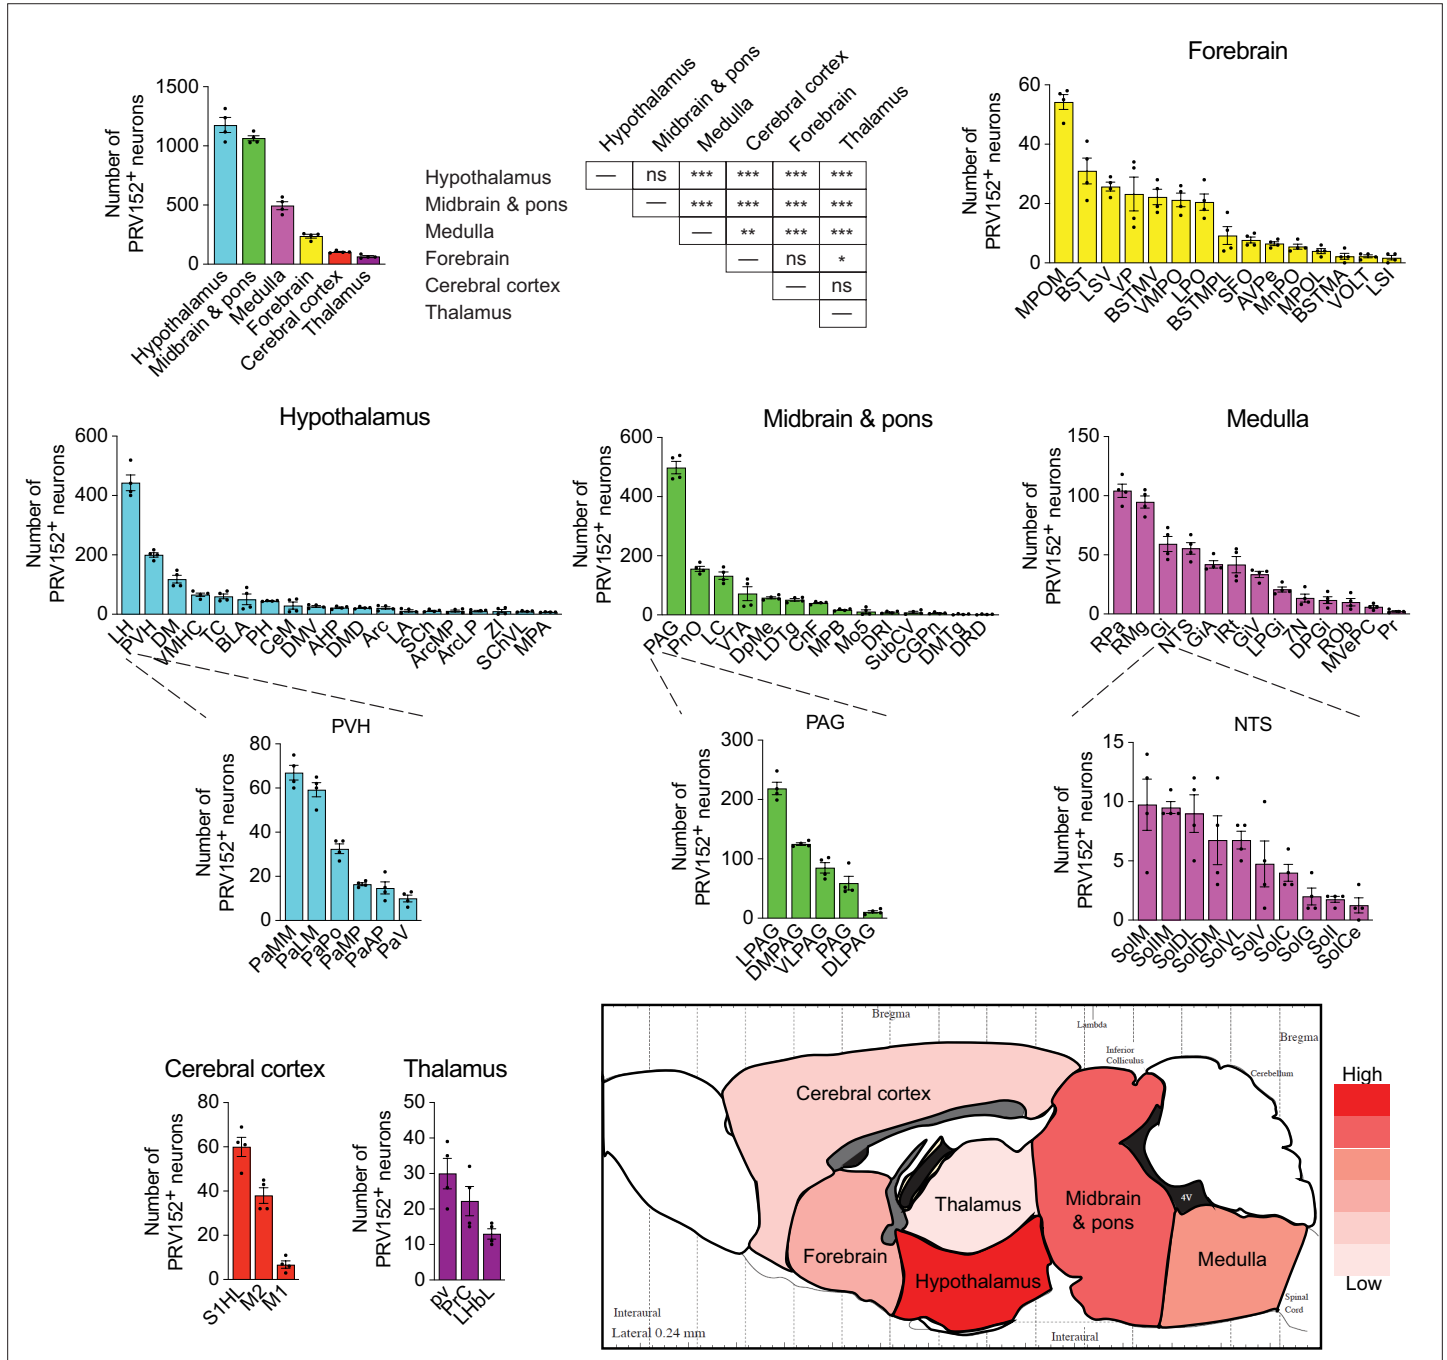 Number of
PRV152+ neurons
1500
1000
500
0
Hypothalamus
Midbrain & pons
Medulla
Forebrain
Cerebral cortex
Thalamus
Hypothalamus
Midbrain & pons
Medulla
Cerebral cortex
Forebrain
Thalamus
Hypothalamus — ns *** *** *** ***
Midbrain & pons — *** *** *** ***
Medulla — ** *** ***
Forebrain — ns *
Cerebral cortex — ns
Thalamus —
Forebrain
Number of
PRV152+ neurons
60
40
20
0
MPOM
BST
LSV
VP
BSTMV
VMPO
LPO
BSTMPL
SFO
AVPe
MnPO
MPOL
BSTMA
VOLT
LSI
Hypothalamus
Number of
PRV152+ neurons
600
400
200
0
LH
PVH
DM
VMHC
TC
BLA
PH
CeM
DMV
AHP
DMD
Arc
LA
SCh
ArcMP
ArcLP
ZI
SChVL
MPA
Midbrain & pons
Number of
PRV152+ neurons
600
400
200
0
PAG
PnO
LC
VTA
DpMe
LDTg
CnF
MPB
Mo5
DRI
SubCV
CGPn
DMTg
DRD
Medulla
Number of
PRV152+ neurons
150
100
50
0
RPa
RMg
Gi
NTS
GiA
IRt
GiV
LPGi
7N
DPGi
ROb
MVePC
Pr
PVH
Number of
PRV152+ neurons
80
60
40
20
0
PaMM
PaLM
PaPo
PaMP
PaAP
PaV
PAG
Number of
PRV152+ neurons
300
200
100
0
LPAG
DMPAG
VLPAG
PAG
DLPAG
NTS
Number of
PRV152+ neurons
15
10
5
0
SolM
SolIM
SolDL
SolDM
SolVL
SolV
SolC
SolG
SolI
SolCe
Cerebral cortex
Number of
PRV152+ neurons
80
60
40
20
0
S1HL
M2
M1
Thalamus
Number of
PRV152+ neurons
50
40
30
20
10
0
pv
PrC
LHbL
Bregma
Lambda
Inferior
Colliculus
Bregma
Cerebellum
Cerebral cortex
Thalamus
Midbrain
& pons
4V
Forebrain
Hypothalamus
Medulla
Spinal
Cord
Interaural
Lateral 0.24 mm
Interaural
High
Low